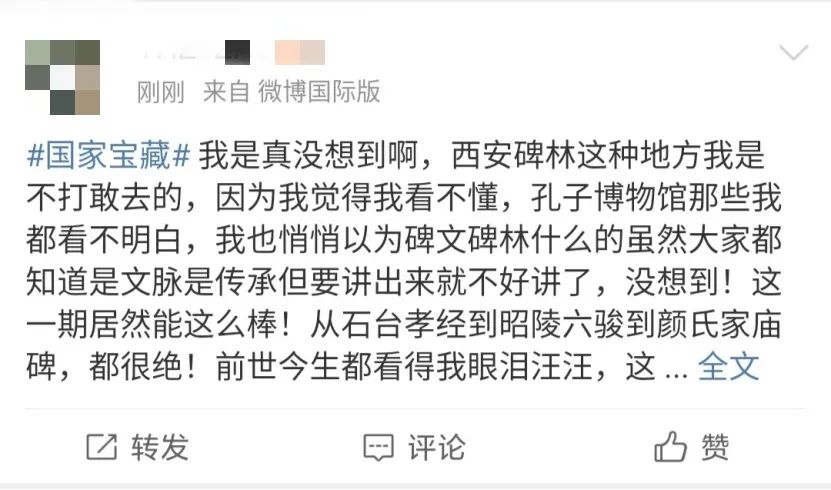 刚刚 来自 微博国际版
#国家宝藏# 我是真没想到啊，西安碑林这种地方我是
不打敢去的，因为我觉得我看不懂，孔子博物馆那些我
都看不明白，我也悄悄以为碑文碑林什么的虽然大家都
知道是文脉是传承但要讲出来就不好讲了，没想到！这
一期居然能这么棒！从石台孝经到昭陵六骏到颜氏家庙
碑，都很绝！前世今生都看得我眼泪汪汪，这 ... 全文
转发 评论 赞